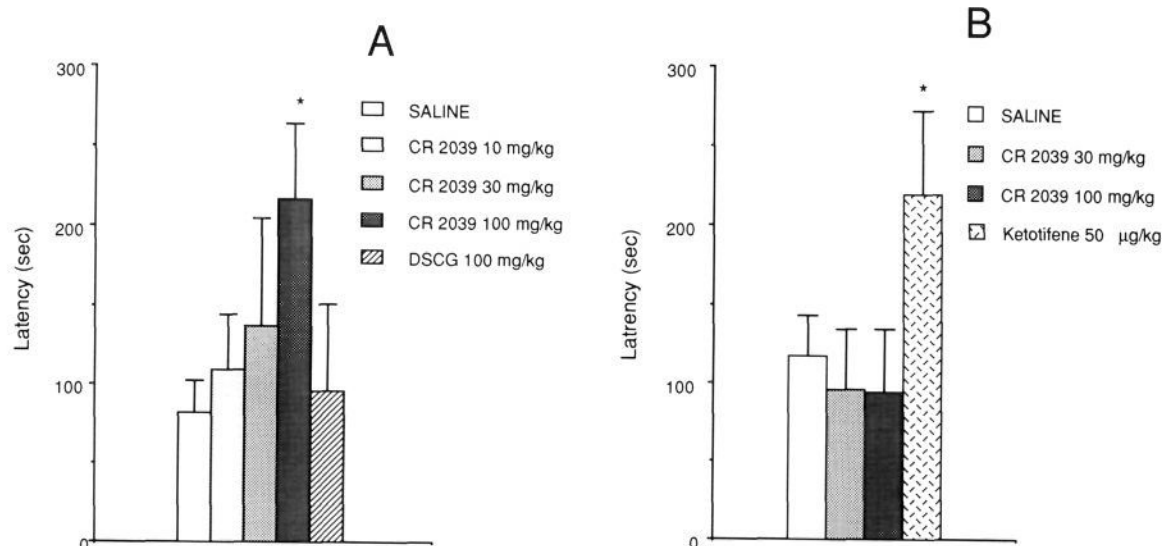 A
300
200
100
0
Latency (sec)
*
SALINE
CR 2039 10 mg/kg
CR 2039 30 mg/kg
CR 2039 100 mg/kg
DSCG 100 mg/kg
B
300
200
100
0
Latrency (sec)
*
SALINE
CR 2039 30 mg/kg
CR 2039 100 mg/kg
Ketotifene 50 μg/kg